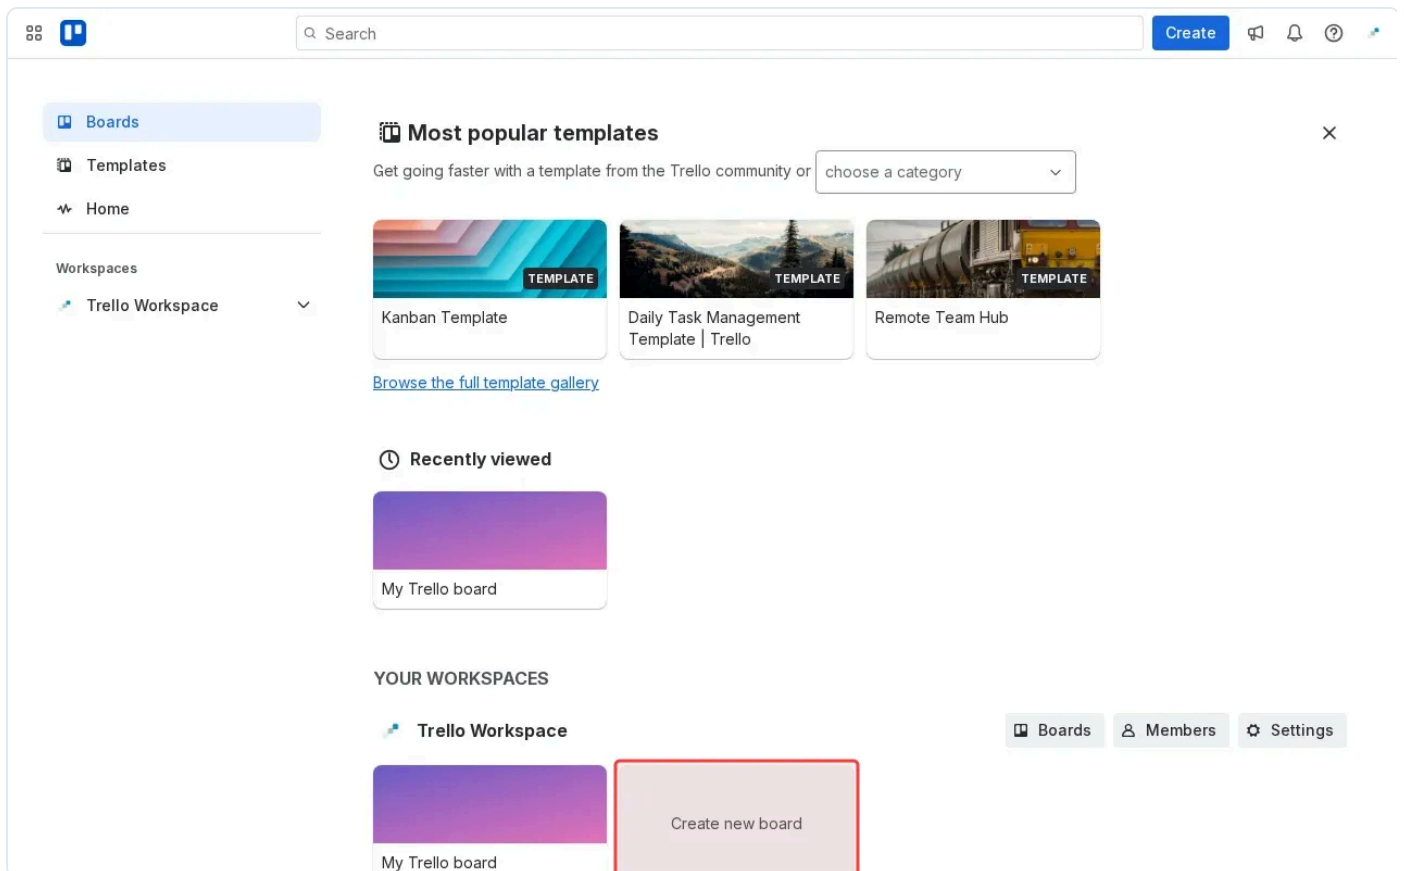 Search
Create
Boards
Templates
Home
Workspaces
Trello Workspace
Most popular templates
Get going faster with a template from the Trello community or
choose a category
TEMPLATE
Kanban Template
TEMPLATE
Daily Task Management
Template | Trello
TEMPLATE
Remote Team Hub
Browse the full template gallery
Recently viewed
My Trello board
YOUR WORKSPACES
Trello Workspace
Boards
Members
Settings
My Trello board
Create new board